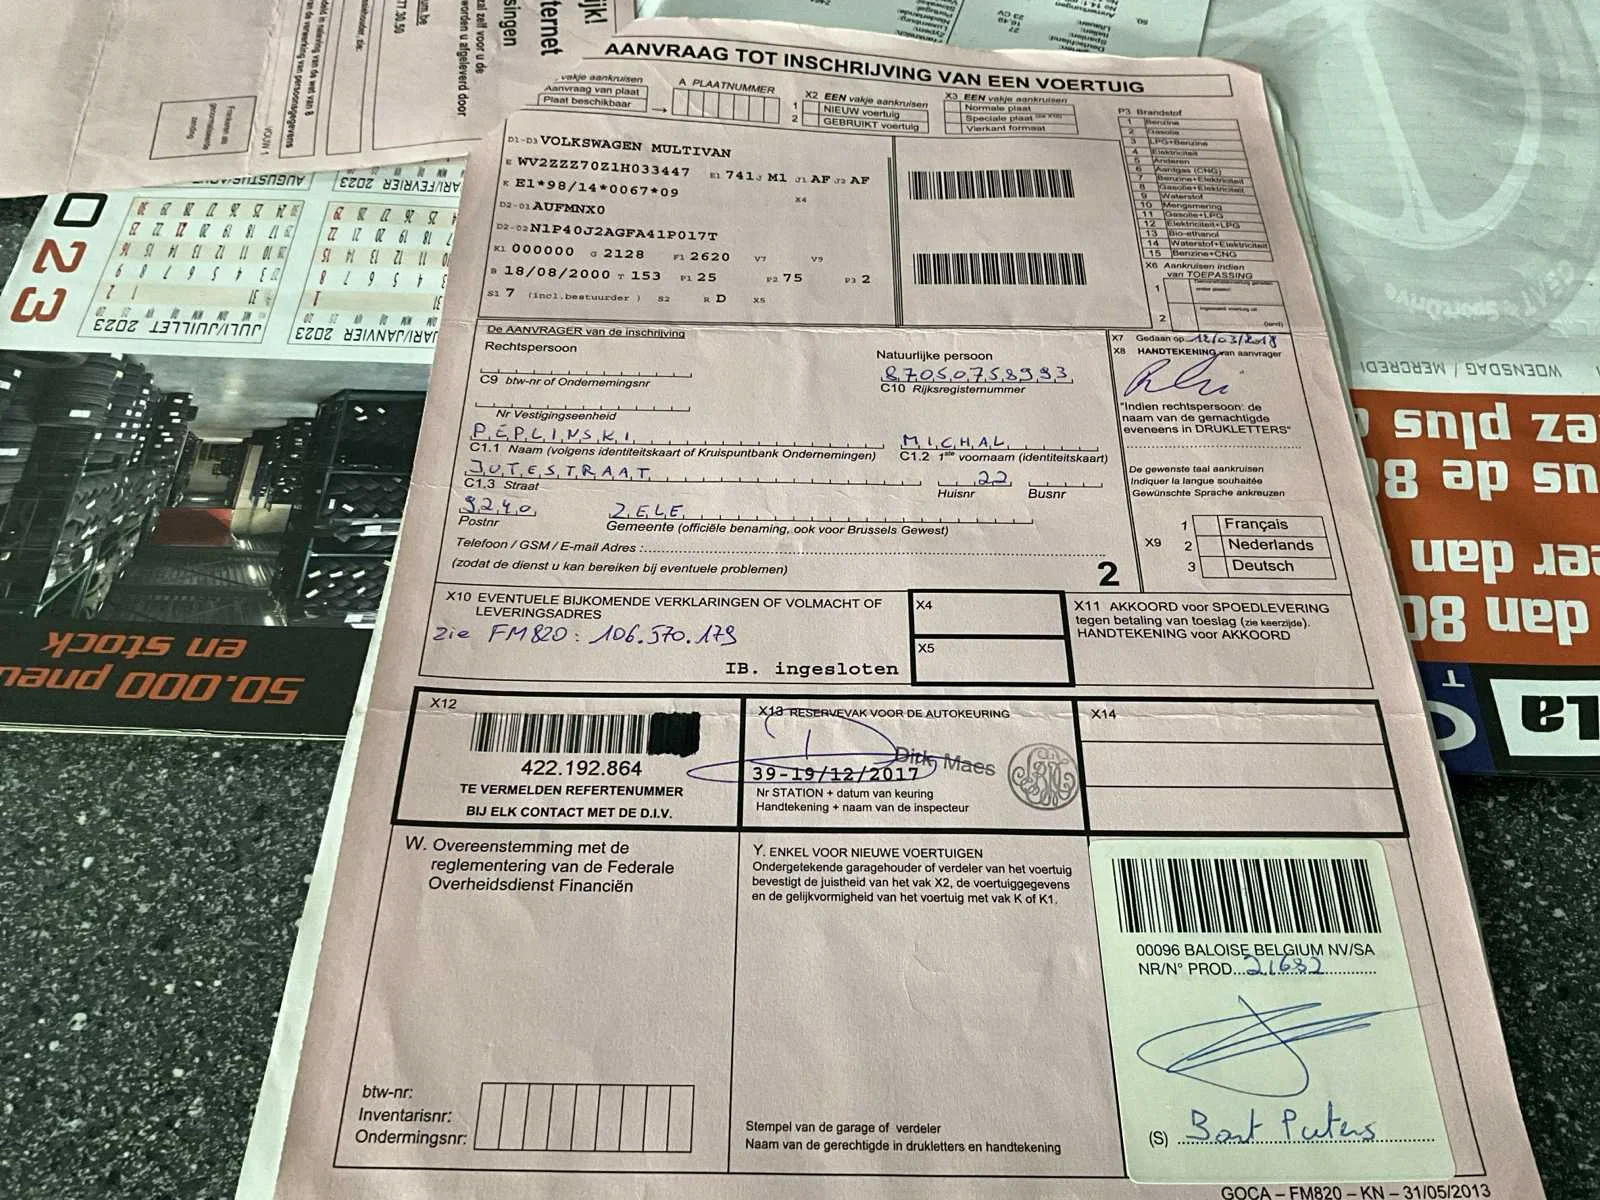 AANVRAAG TOT INSCHRIJVING VAN EEN VOERTUIG
vakje aankruisen
Aanvraag van plaat
Plaat beschikbaar
A PLAATNUMMER
X2 EEN vakje aankruisen
1 NIEUW voertuig
2 GEBRUIKT voertuig
X3 EEN vakje aankruisen
Normale plaat
Speciale plaat (zie X10)
Vierkant formaat
P3 Brandstof
1 Benzine
2 Gasolie
3 LPG+Benzine
4 Elektriciteit
5 Anderen
6 Aardgas (CNG)
7 Benzine+Elektriciteit
8 Gasolie+Elektriciteit
9 Waterstof
10 Mengsmering
11 Gasolie+LPG
12 Elektriciteit+LPG
13 Bio-ethanol
14 Waterstof+Elektriciteit
15 Benzine+CNG
X6 Aankruisen indien van TOEPASSING
1
2
D1-D3 VOLKSWAGEN MULTIVAN
E WV2ZZZ70Z1H033447 E1 741 J M1 J1 AF J2 AF
K E1*98/14*0067*09 X4
D2-01 AUFMNX0
D2-02 N1P40J2AGFA41P017T
K1 000000 G 2128 F1 2620 V7 V9
B 18/08/2000 T 153 P1 25 P2 75 P3 2
S1 7 (incl.bestuurder ) S2 R D X5
De AANVRAGER van de inschrijving
Rechtspersoon
C9 btw-nr of Ondernemingsnr
Nr Vestigingseenheid
Natuurlijke persoon
87050758993
C10 Rijksregisternummer
PEPLINSKI
C1.1 Naam (volgens identiteitskaart of Kruispuntbank Ondernemingen)
MICHAL
C1.2 1ste voornaam (identiteitskaart)
JUTESTRAAT
C1.3 Straat
22
Huisnr
Busnr
9240
Postnr
ZELE
Gemeente (officiële benaming, ook voor Brussels Gewest)
Telefoon / GSM / E-mail Adres :
(zodat de dienst u kan bereiken bij eventuele problemen)
2
X7 Gedaan op 12/03/2018
X8 HANDTEKENING van aanvrager
"Indien rechtspersoon: de
naam van de gemachtigde
eveneens in DRUKLETTERS"
De gewenste taal aankruisen
Indiquer la langue souhaitée
Gewünschte Sprache ankreuzen
X9
1 Français
2 Nederlands
3 Deutsch
X10 EVENTUELE BIJKOMENDE VERKLARINGEN OF VOLMACHT OF
LEVERINGSADRES
zie FM820: 106.570.179
IB. ingesloten
X4
X5
X11 AKKOORD voor SPOEDLEVERING
tegen betaling van toeslag (zie keerzijde).
HANDTEKENING voor AKKOORD
X12
422.192.864
TE VERMELDEN REFERTENUMMER
BIJ ELK CONTACT MET DE D.I.V.
X13 RESERVEVAK VOOR DE AUTOKEURING
Dirk Maes
39-19/12/2017
Nr STATION + datum van keuring
Handtekening + naam van de inspecteur
X14
W. Overeenstemming met de
reglementering van de Federale
Overheidsdienst Financiën
btw-nr:
Inventarisnr:
Ondermingsnr:
Y. ENKEL VOOR NIEUWE VOERTUIGEN
Ondergetekende garagehouder of verdeler van het voertuig
bevestigt de juistheid van het vak X2, de voertuiggegevens
en de gelijkvormigheid van het voertuig met vak K of K1.
Stempel van de garage of verdeler
Naam van de gerechtigde in drukletters en handtekening
00096 BALOISE BELGIUM NV/SA
NR/N° PROD...21682
(S) Bart Pieters
GOCA – FM820 – KN – 31/05/2013
023
AUGUSTUS/AOÛT 2023
FEBRUARI/FEVRIER 2023
JULI/JUILLET 2023
JANUARI/JANVIER 2023
50.000 pneus
en stock
WOENSDAG / MERCREDI
VOUW 1